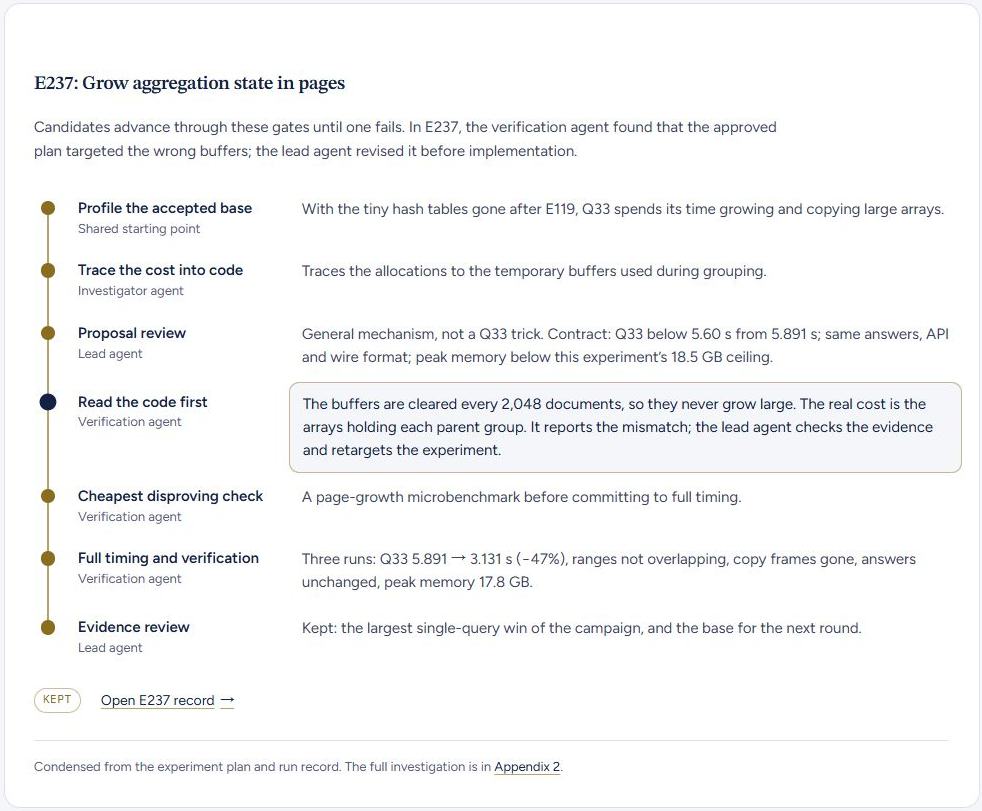 E237: Grow aggregation state in pages
Candidates advance through these gates until one fails. In E237, the verification agent found that the approved
plan targeted the wrong buffers; the lead agent revised it before implementation.
Profile the accepted base
Shared starting point
With the tiny hash tables gone after E119, Q33 spends its time growing and copying large arrays.
Trace the cost into code
Investigator agent
Traces the allocations to the temporary buffers used during grouping.
Proposal review
Lead agent
General mechanism, not a Q33 trick. Contract: Q33 below 5.60 s from 5.891 s; same answers, API
and wire format; peak memory below this experiment’s 18.5 GB ceiling.
Read the code first
Verification agent
The buffers are cleared every 2,048 documents, so they never grow large. The real cost is the
arrays holding each parent group. It reports the mismatch; the lead agent checks the evidence
and retargets the experiment.
Cheapest disproving check
Verification agent
A page-growth microbenchmark before committing to full timing.
Full timing and verification
Verification agent
Three runs: Q33 5.891 → 3.131 s (−47%), ranges not overlapping, copy frames gone, answers
unchanged, peak memory 17.8 GB.
Evidence review
Lead agent
Kept: the largest single-query win of the campaign, and the base for the next round.
KEPT
Open E237 record →
Condensed from the experiment plan and run record. The full investigation is in Appendix 2.